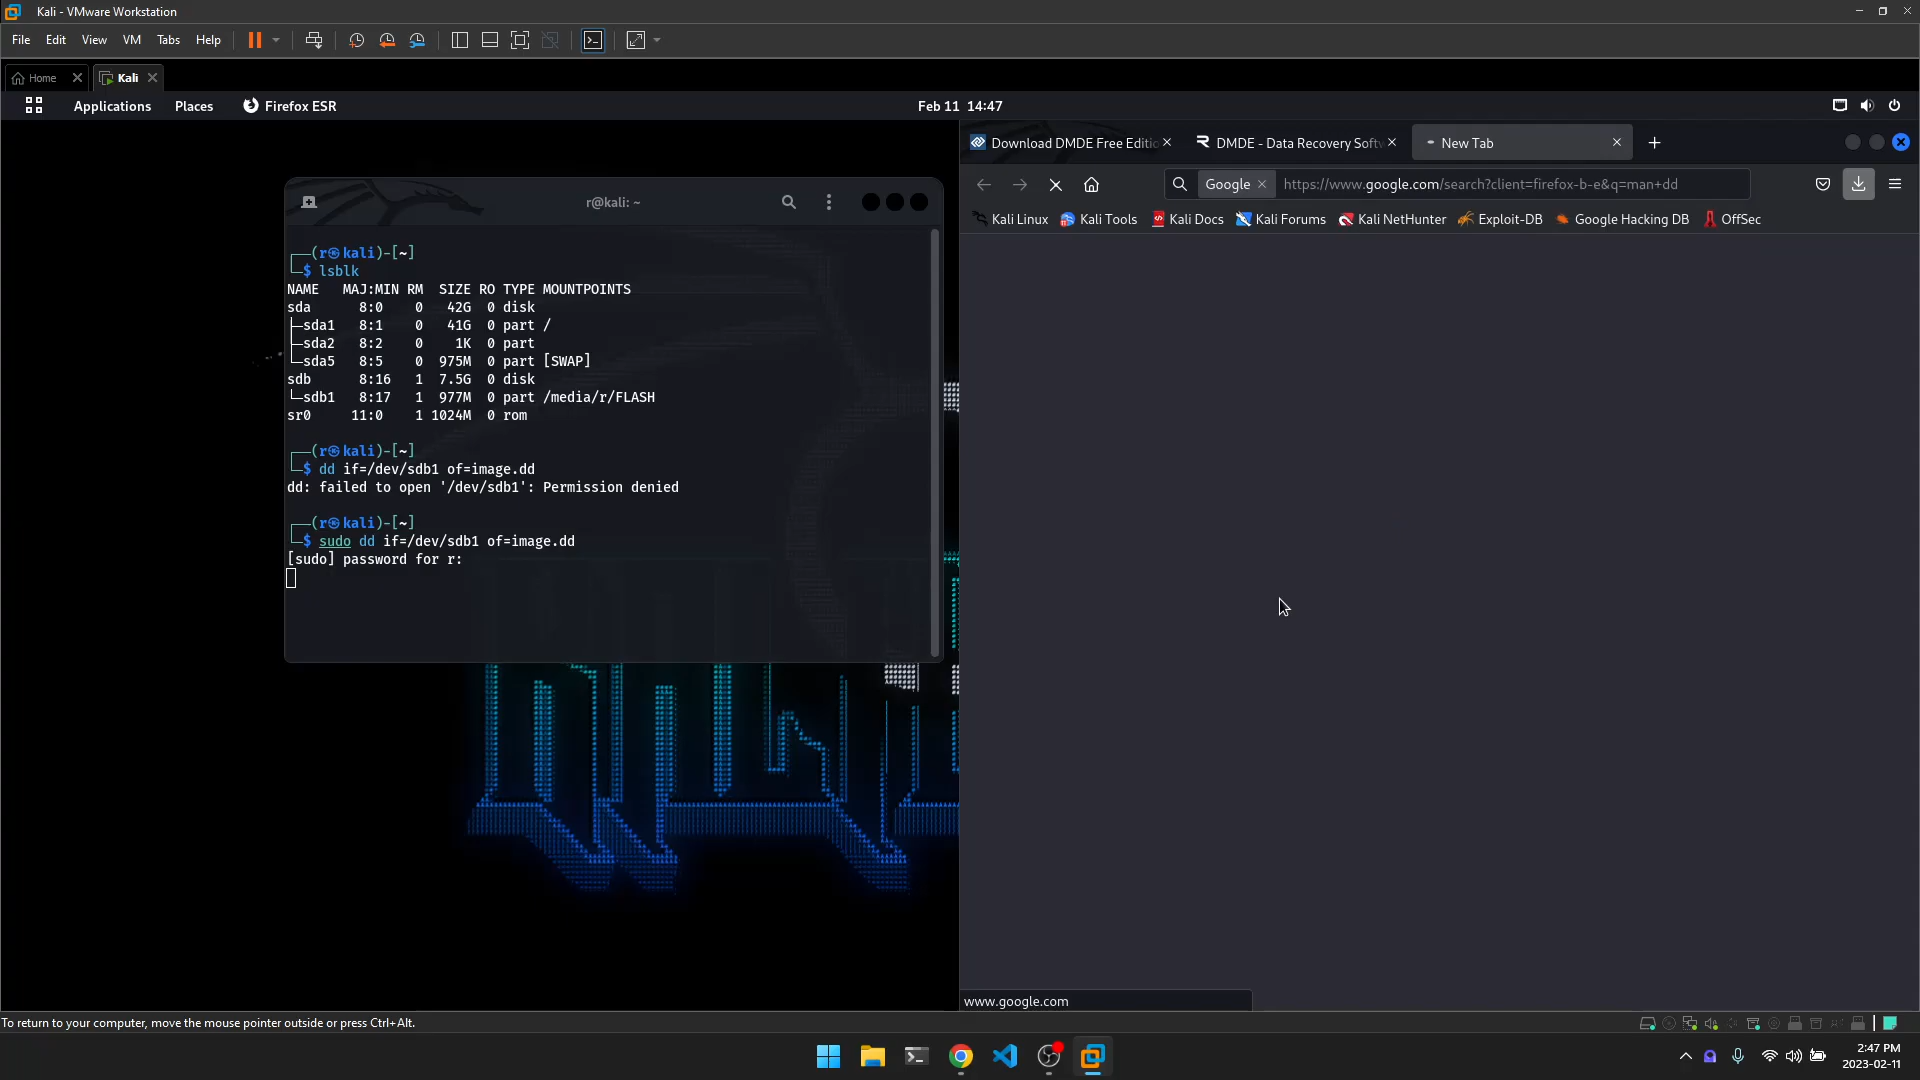 Kali - VMware Workstation
File Edit View VM Tabs Help
Home Kali
Applications Places Firefox ESR Feb 11 14:47
Download DMDE Free Editio DMDE - Data Recovery Softw New Tab
Google https://www.google.com/search?client=firefox-b-e&q=man+dd
Kali Linux Kali Tools Kali Docs Kali Forums Kali NetHunter Exploit-DB Google Hacking DB OffSec
r@kali: ~
┌──(r㉿kali)-[~]
└─$ lsblk
NAME   MAJ:MIN RM  SIZE RO TYPE MOUNTPOINTS
sda      8:0    0   42G  0 disk
├─sda1   8:1    0   41G  0 part /
├─sda2   8:2    0    1K  0 part
└─sda5   8:5    0  975M  0 part [SWAP]
sdb      8:16   1  7.5G  0 disk
└─sdb1   8:17   1  977M  0 part /media/r/FLASH
sr0     11:0    1 1024M  0 rom
┌──(r㉿kali)-[~]
└─$ dd if=/dev/sdb1 of=image.dd
dd: failed to open '/dev/sdb1': Permission denied
┌──(r㉿kali)-[~]
└─$ sudo dd if=/dev/sdb1 of=image.dd
[sudo] password for r:
www.google.com
To return to your computer, move the mouse pointer outside or press Ctrl+Alt.
2:47 PM
2023-02-11